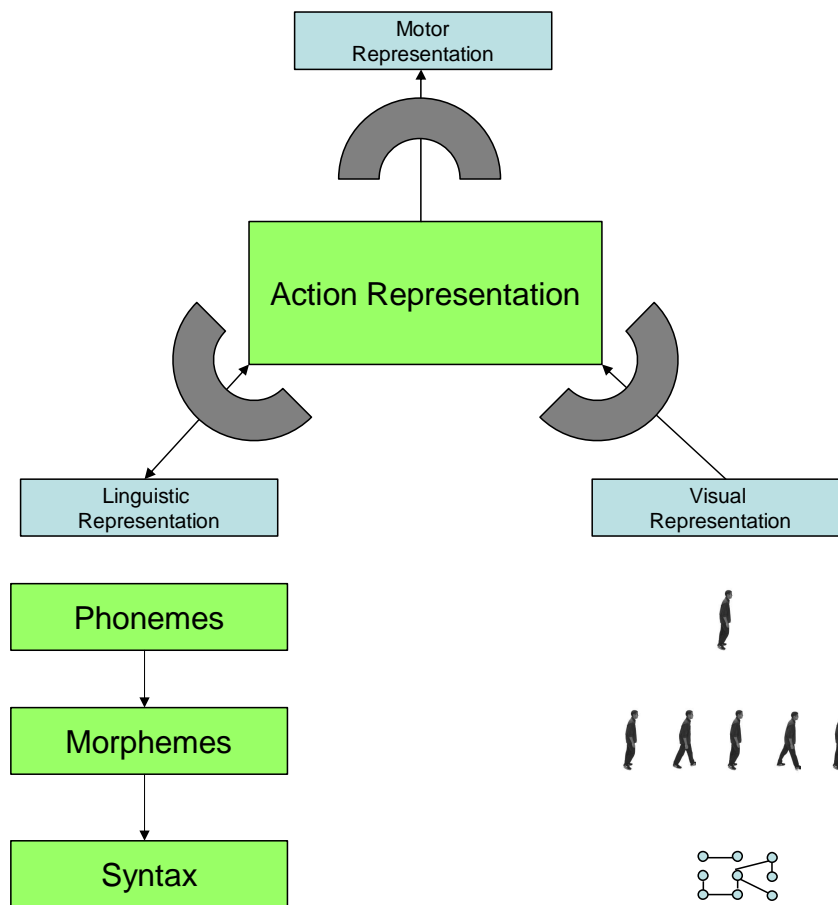 Motor
Representation
Action Representation
Linguistic
Representation
Visual
Representation
Phonemes
Morphemes
Syntax